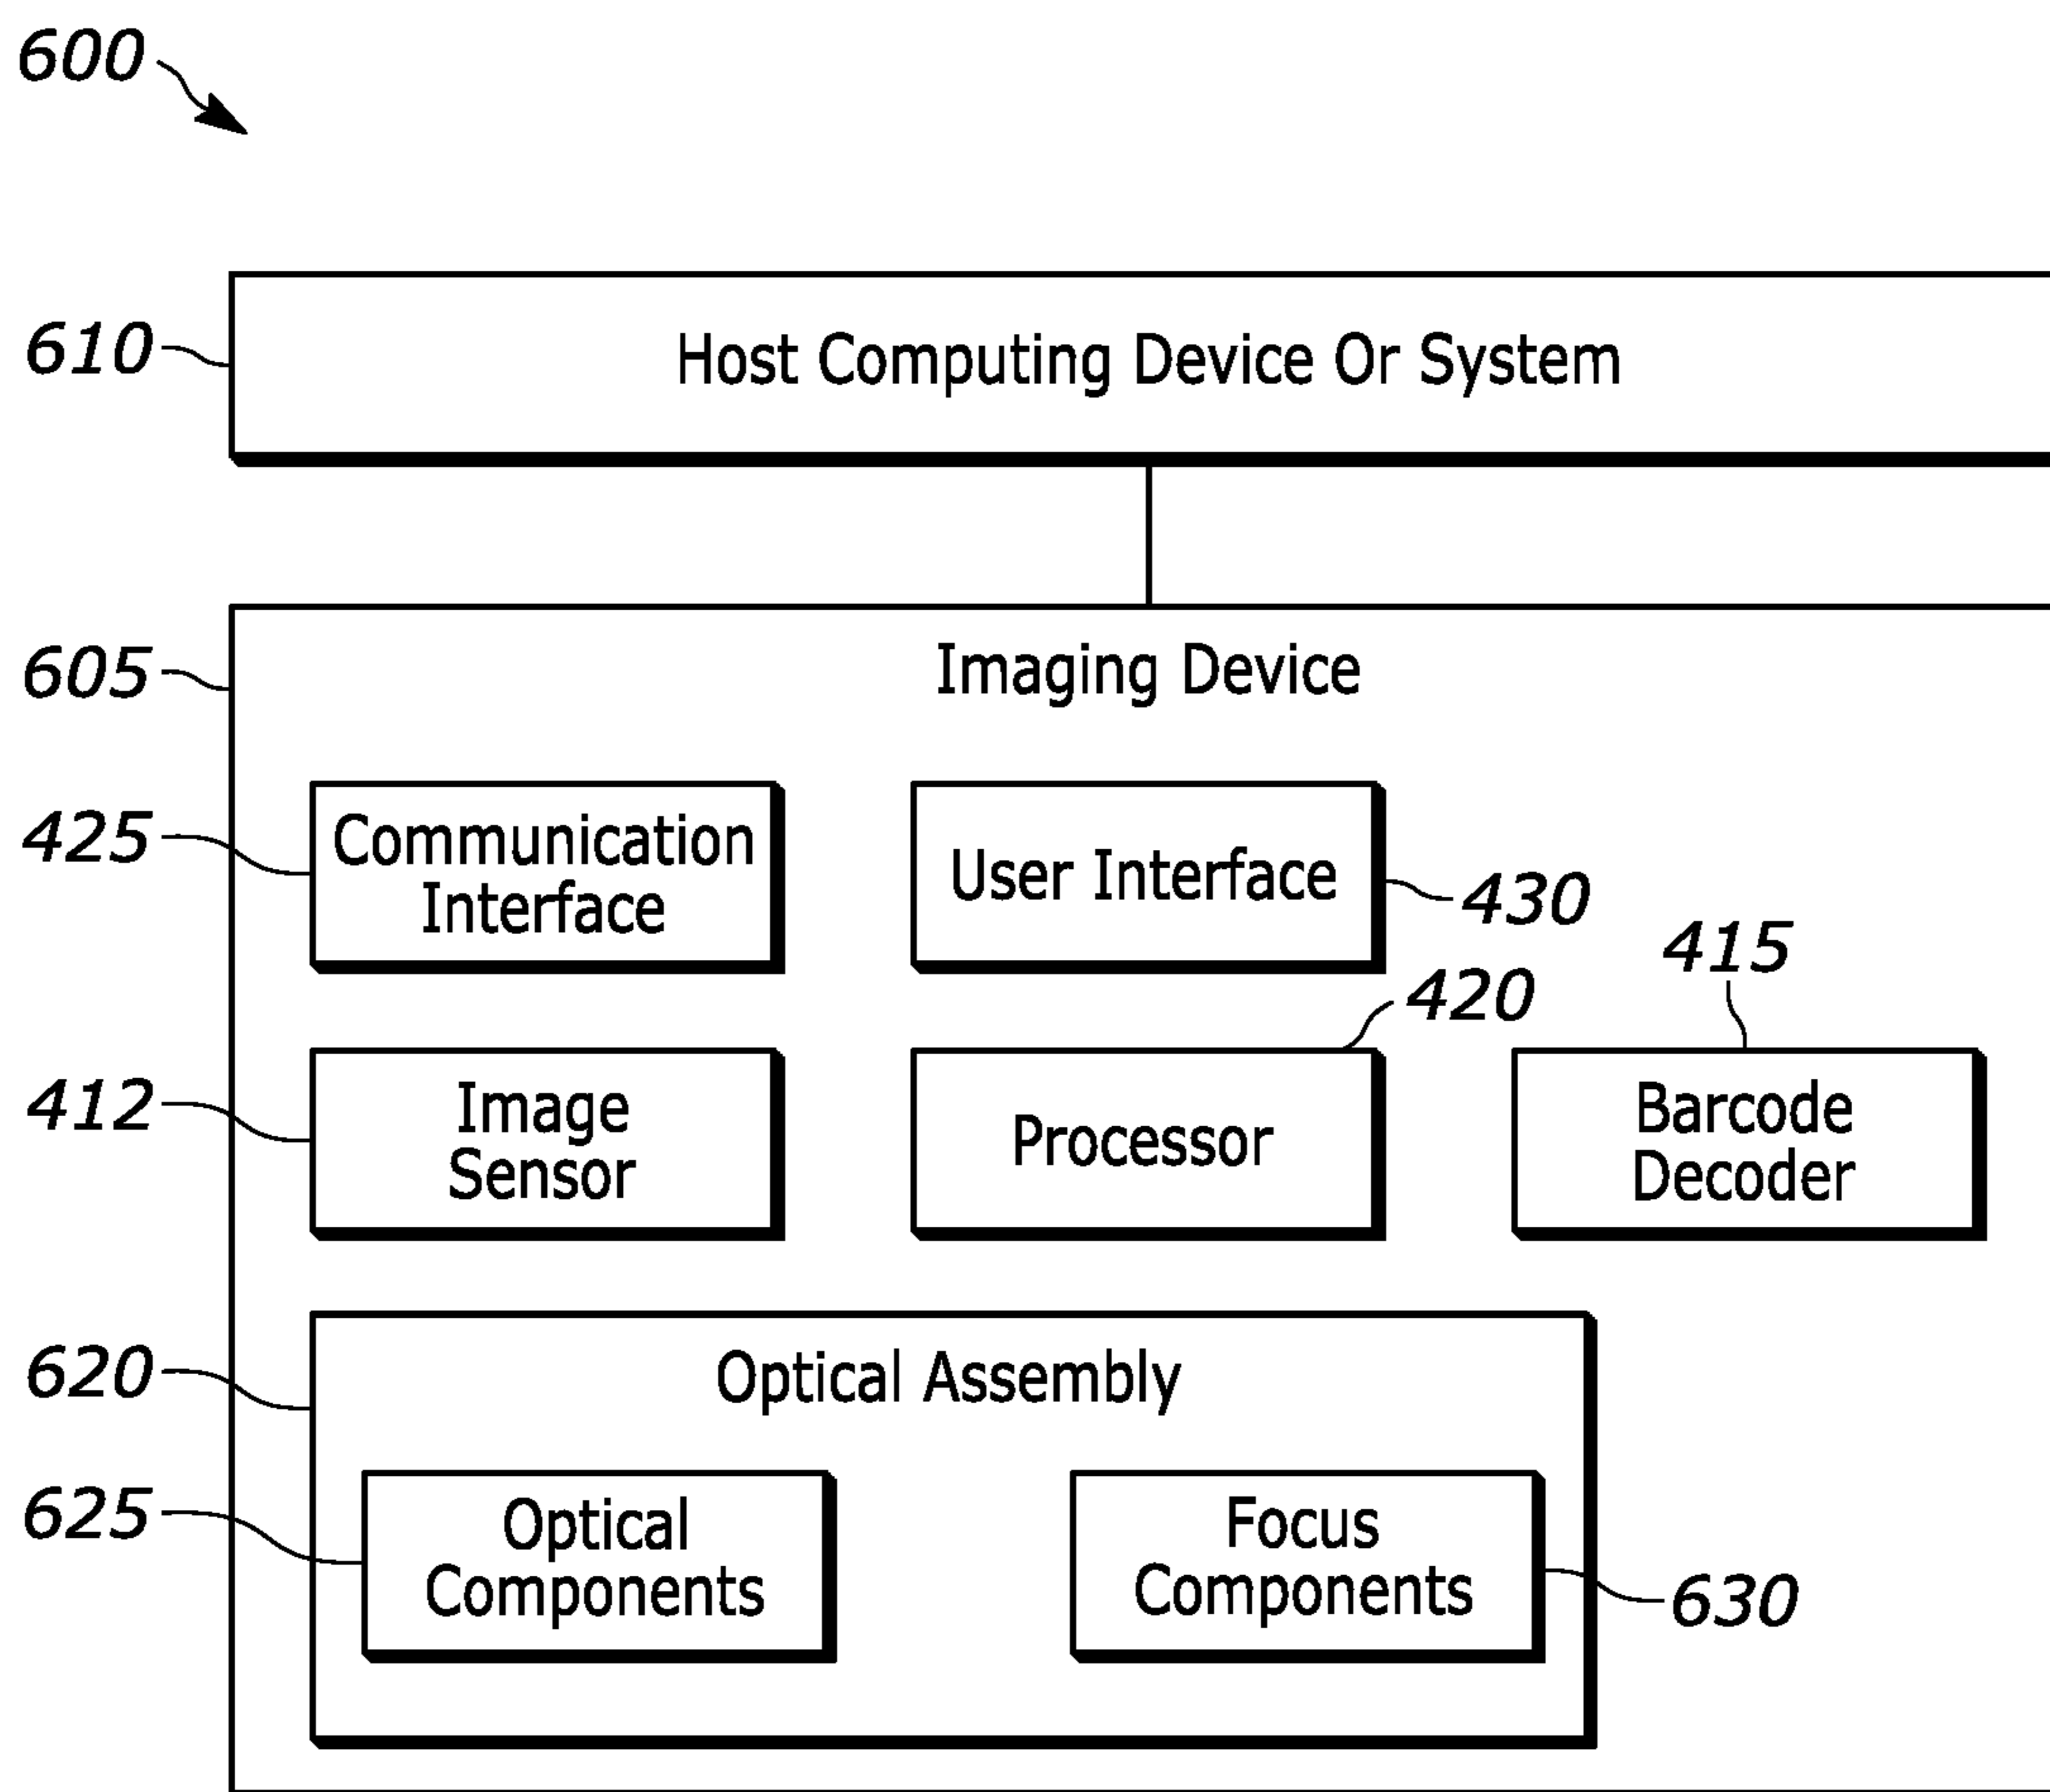 600
610
Host Computing Device Or System
605
Imaging Device
425
Communication
Interface
User Interface
430
415
420
412
Image
Sensor
Processor
Barcode
Decoder
620
Optical Assembly
625
Optical
Components
Focus
Components
630